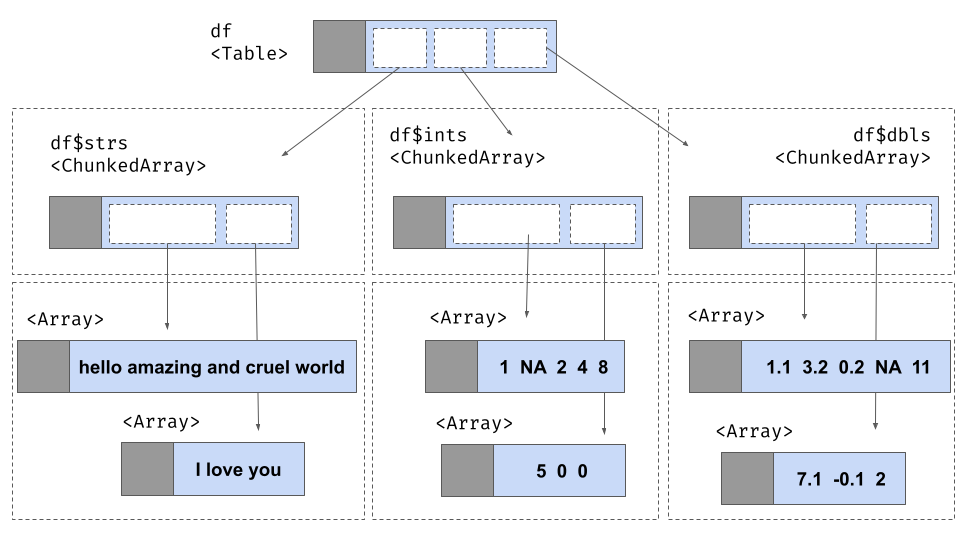 df
<Table>
df$strs
<ChunkedArray>
df$ints
<ChunkedArray>
df$dbls
<ChunkedArray>
<Array>
hello amazing and cruel world
<Array>
I love you
<Array>
1 NA 2 4 8
<Array>
5 0 0
<Array>
1.1 3.2 0.2 NA 11
<Array>
7.1 -0.1 2